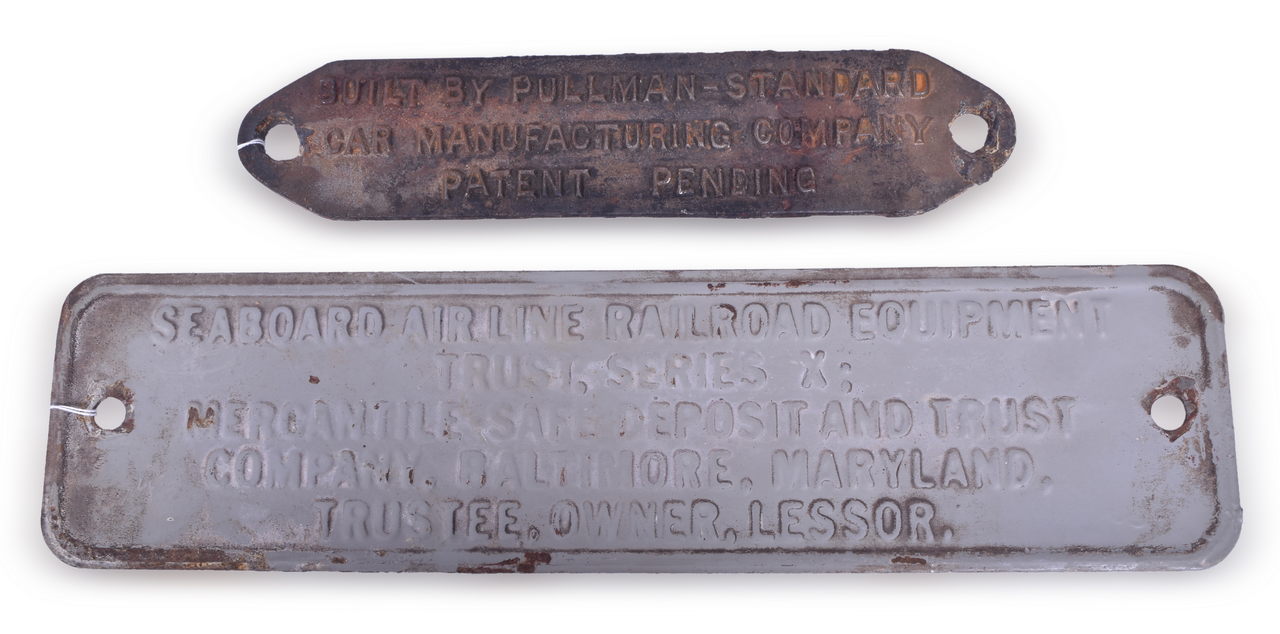 BUILT BY PULLMAN-STANDARD
CAR MANUFACTURING COMPANY
PATENT PENDING
SEABOARD AIR LINE RAILROAD EQUIPMENT
TRUST, SERIES X;
MERCANTILE-SAFE DEPOSIT AND TRUST
COMPANY, BALTIMORE, MARYLAND,
TRUSTEE, OWNER, LESSOR.